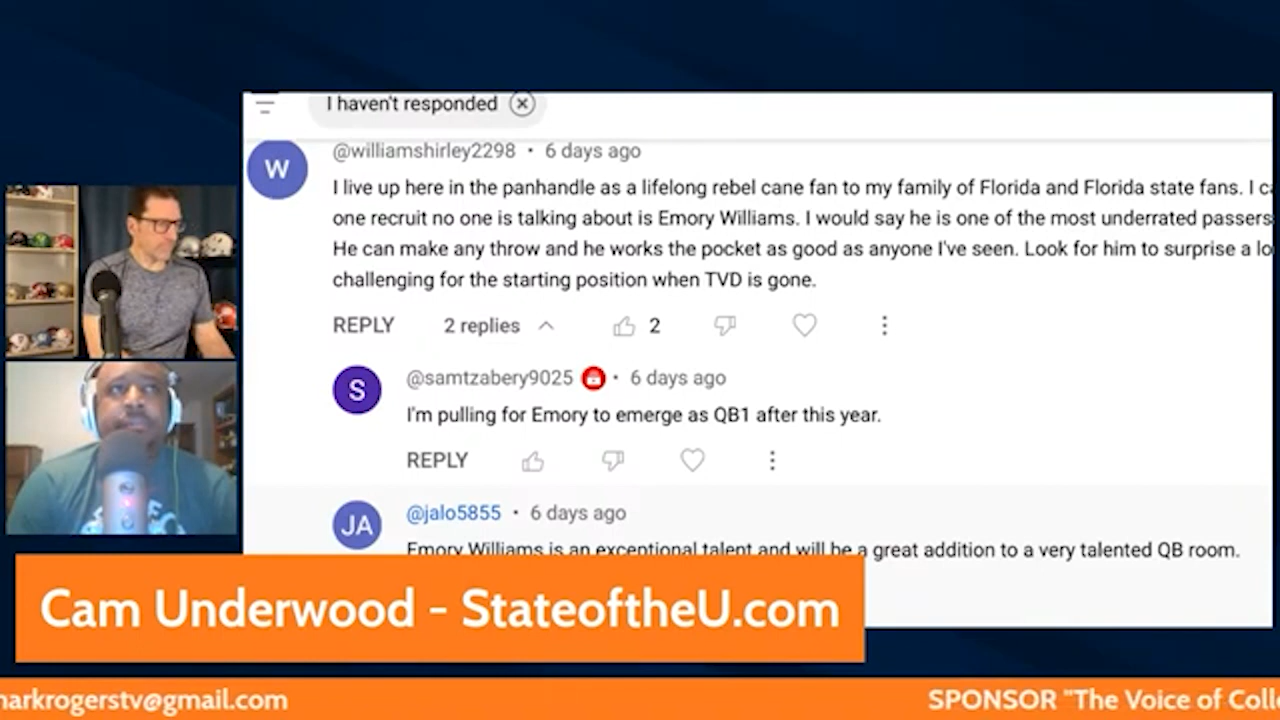 I haven't responded
W
@williamshirley2298 • 6 days ago
I live up here in the panhandle as a lifelong rebel cane fan to my family of Florida and Florida state fans. I
one recruit no one is talking about is Emory Williams. I would say he is one of the most underrated passers
He can make any throw and he works the pocket as good as anyone I've seen. Look for him to surprise a
challenging for the starting position when TVD is gone.
REPLY 2 replies 2
S
@samtzabery9025 • 6 days ago
I'm pulling for Emory to emerge as QB1 after this year.
REPLY
JA
@jalo5855 • 6 days ago
Emory Williams is an exceptional talent and will be a great addition to a very talented QB room.
Cam Underwood - StateoftheU.com
markrogerstv@gmail.com SPONSOR "The Voice of